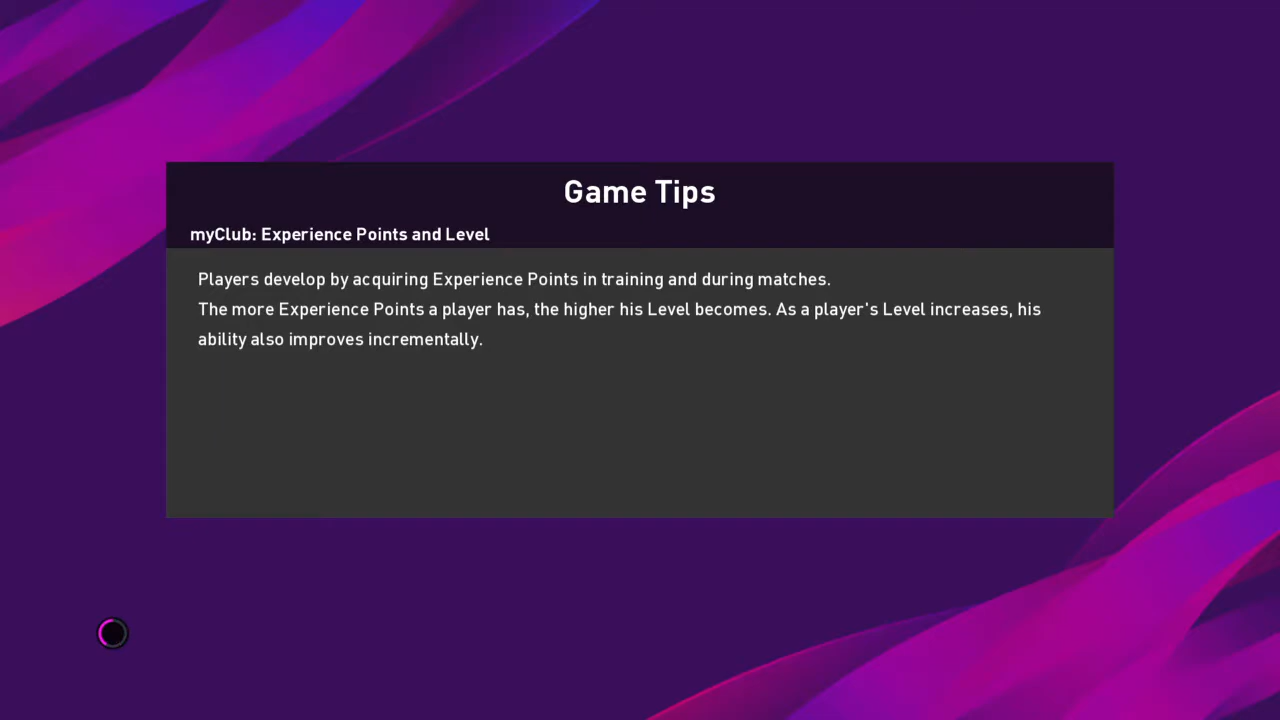 Game Tips
myClub: Experience Points and Level
Players develop by acquiring Experience Points in training and during matches.
The more Experience Points a player has, the higher his Level becomes. As a player's Level increases, his
ability also improves incrementally.